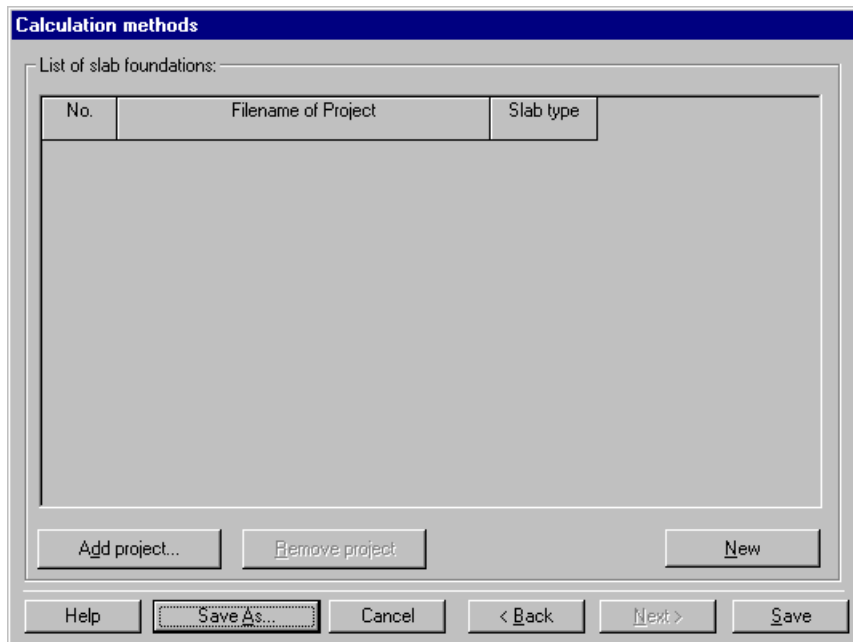 Calculation methods
List of slab foundations:
No. Filename of Project Slab type
Add project... Remove project New
Help Save As... Cancel < Back Next > Save